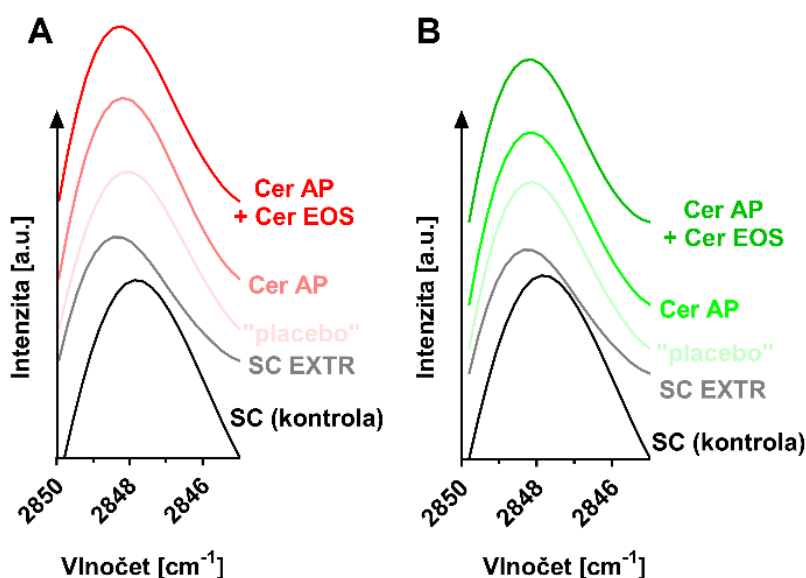 A
Intenzita [a.u.]
Cer AP
+ Cer EOS
Cer AP
"placebo"
SC EXTR
SC (kontrola)
2850
2848
2846
Vlnočet [cm⁻¹]
B
Intenzita [a.u.]
Cer AP
+ Cer EOS
Cer AP
"placebo"
SC EXTR
SC (kontrola)
2850
2848
2846
Vlnočet [cm⁻¹]